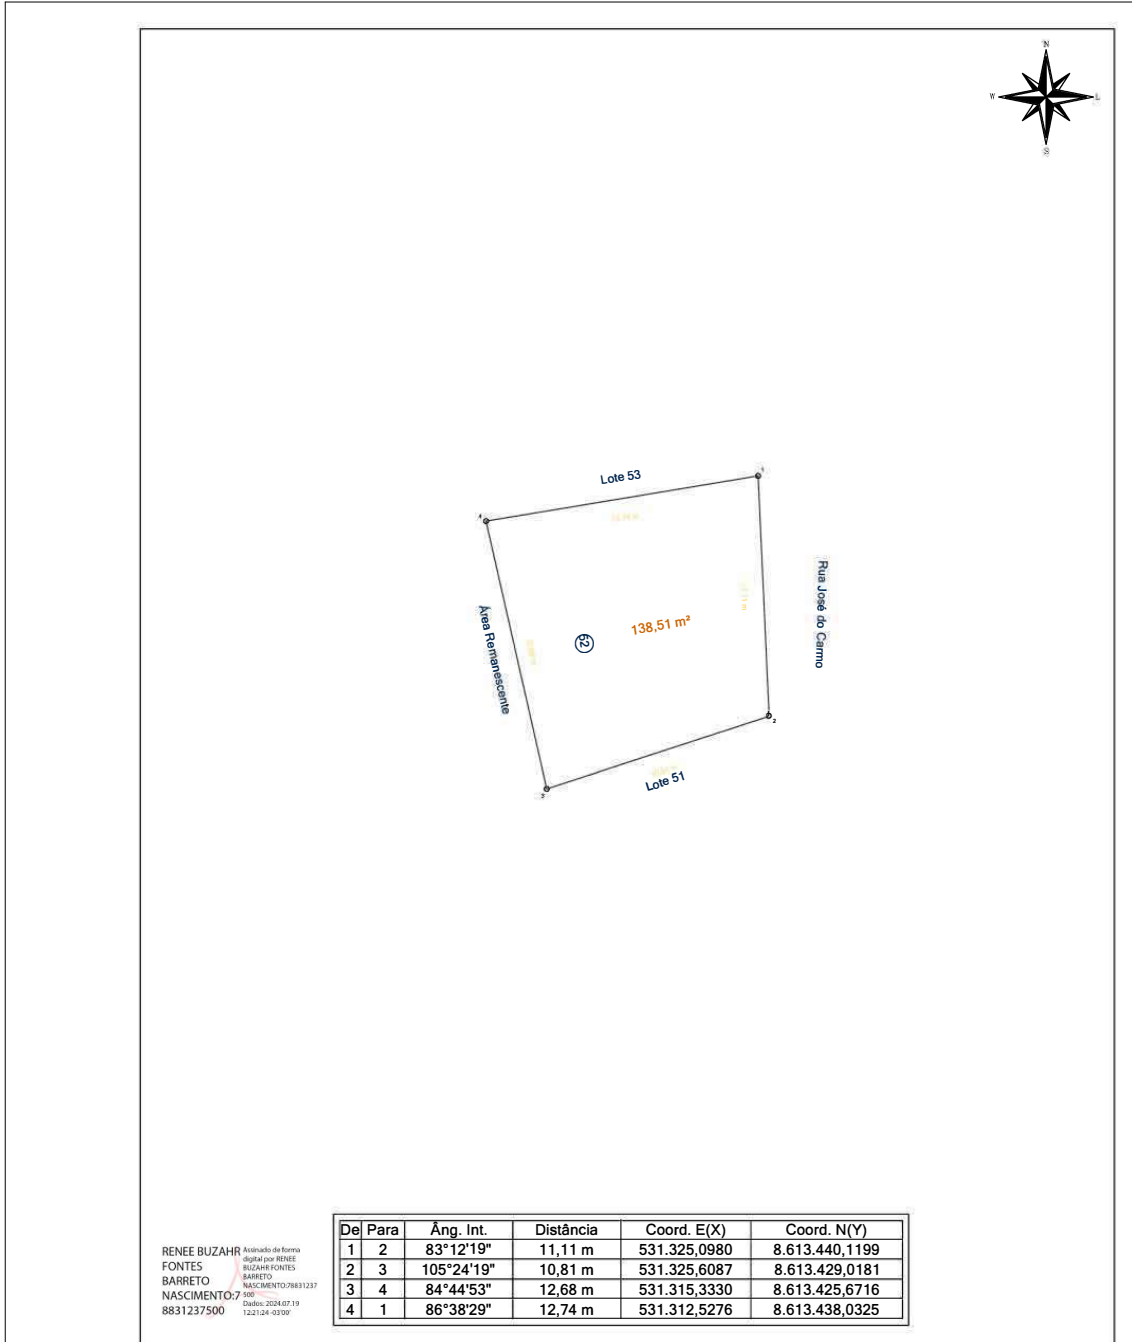 N
W
L
S
Lote 53
1
4
138,51 m²
Rua José do Carmo
Área Remanescente
52
2
Lote 51
3
De Para Âng. Int. Distância Coord. E(X) Coord. N(Y)
1 2 83°12'19" 11,11 m 531.325,0980 8.613.440,1199
2 3 105°24'19" 10,81 m 531.325,6087 8.613.429,0181
3 4 84°44'53" 12,68 m 531.315,3330 8.613.425,6716
4 1 86°38'29" 12,74 m 531.312,5276 8.613.438,0325
RENEE BUZAHR
FONTES
BARRETO
NASCIMENTO:7
8831237500
Assinado de forma
digital por RENEE
BUZAHR FONTES
BARRETO
NASCIMENTO:78831237
500
Dados: 2024.07.19
12:21:24 -03'00'